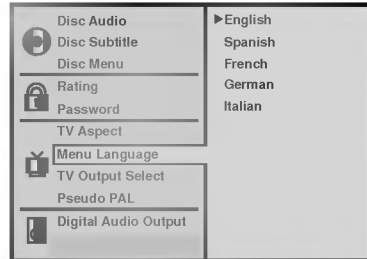 Disc Audio
Disc Subtitle
Disc Menu
Rating
Password
TV Aspect
Menu Language
TV Output Select
Pseudo PAL
Digital Audio Output
English
Spanish
French
German
Italian